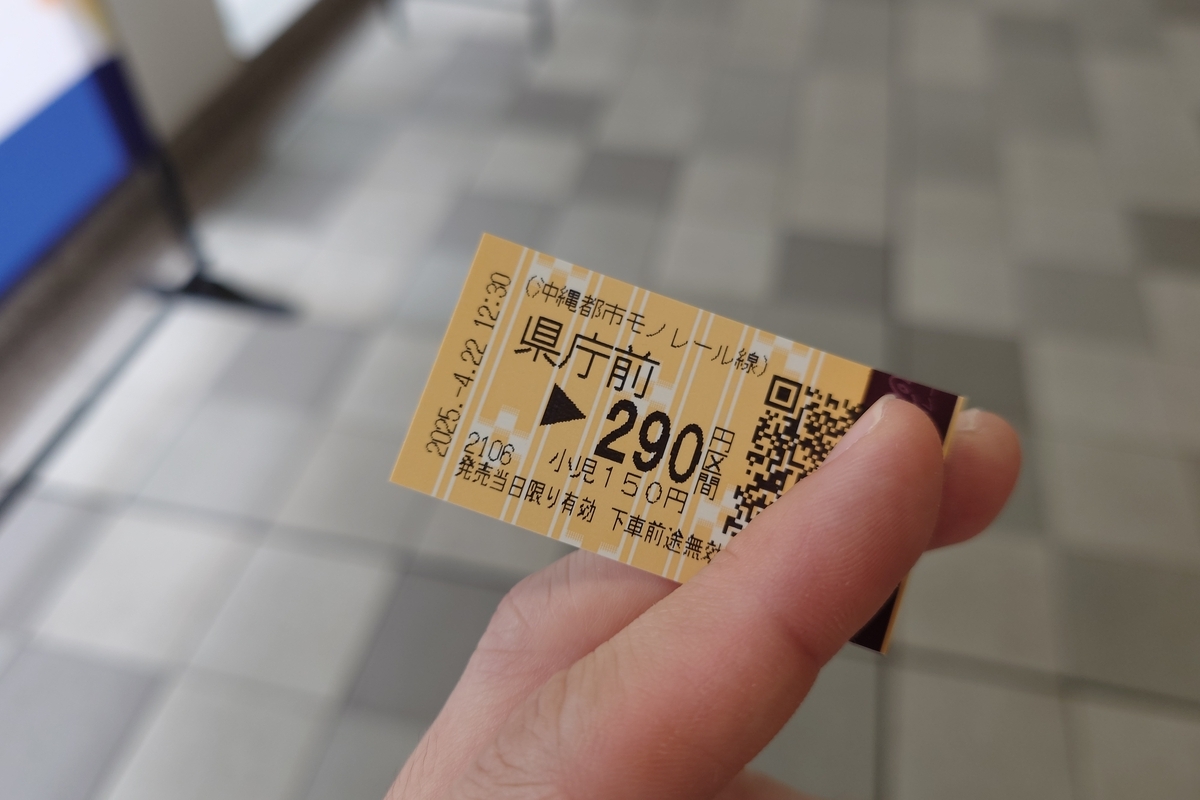 2025.-4.22 12:30
(沖縄都市モノレール線)
県庁前
▶290円区間
2106 小児150円
発売当日限り有効 下車前途無効